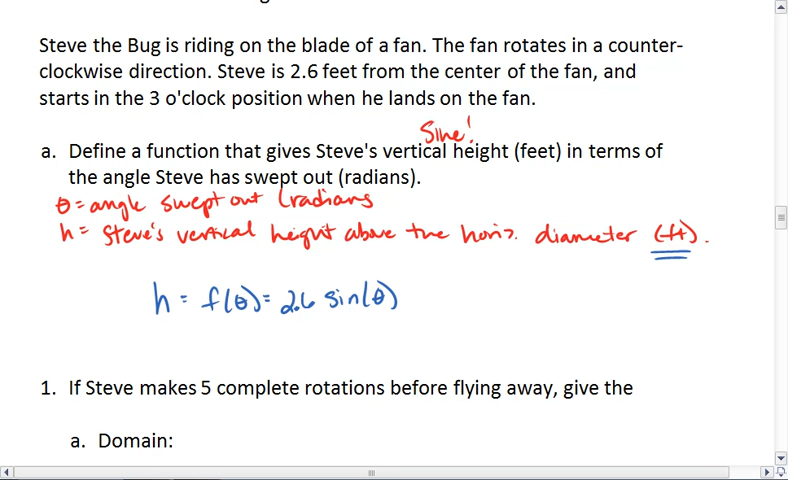 Steve the Bug is riding on the blade of a fan. The fan rotates in a counter-
clockwise direction. Steve is 2.6 feet from the center of the fan, and
starts in the 3 o'clock position when he lands on the fan.
Sine!
a. Define a function that gives Steve's vertical height (feet) in terms of
the angle Steve has swept out (radians).
θ = angle swept out (radians
h = Steve's vertical height above the horiz. diameter (ft).
h = f(θ) = 2.6 sin(θ)
1. If Steve makes 5 complete rotations before flying away, give the
a. Domain: